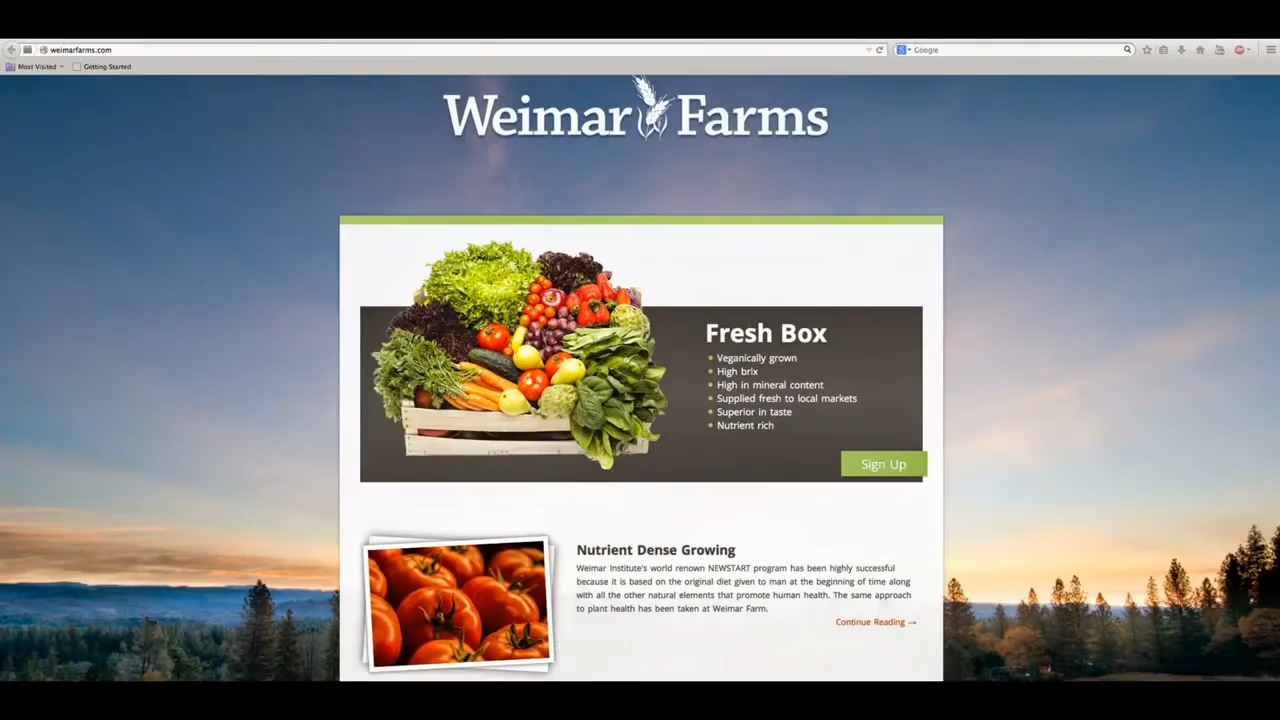 weimarfarms.com
Google
Most Visited
Getting Started
Weimar Farms
Fresh Box
Veganically grown
High brix
High in mineral content
Supplied fresh to local markets
Superior in taste
Nutrient rich
Sign Up
Nutrient Dense Growing
Weimar Institute's world renown NEWSTART program has been highly successful
because it is based on the original diet given to man at the beginning of time along
with all the other natural elements that promote human health. The same approach
to plant health has been taken at Weimar Farm.
Continue Reading →